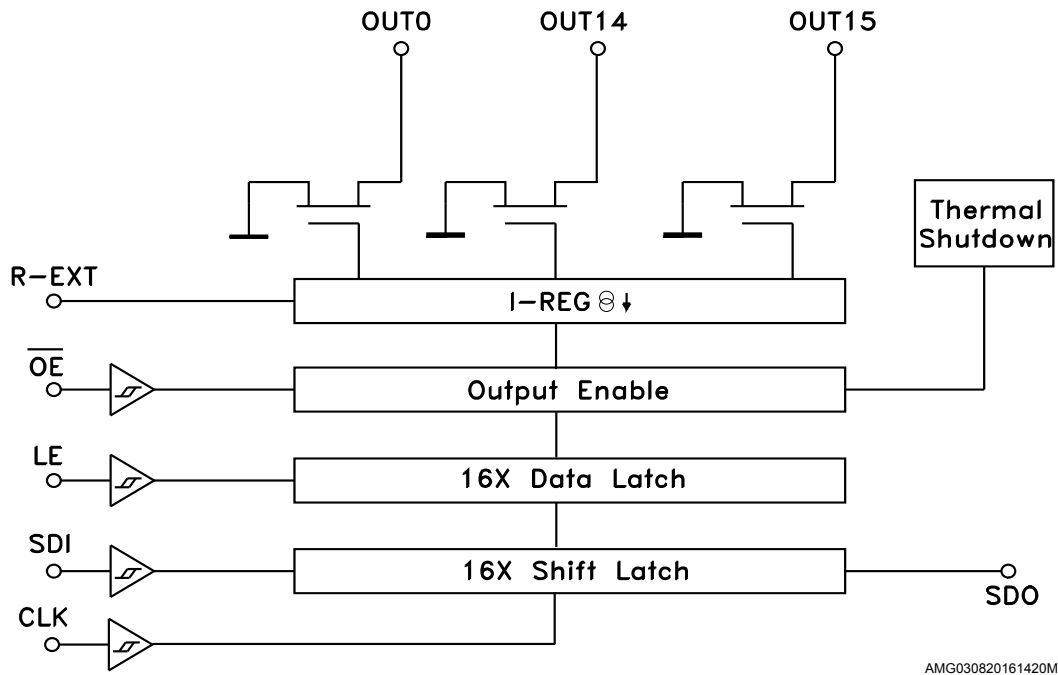 OUT0 OUT14 OUT15
Thermal
Shutdown
R-EXT
I-REG
OE
Output Enable
LE
16X Data Latch
SDI
16X Shift Latch
SDO
CLK
AMG030820161420M